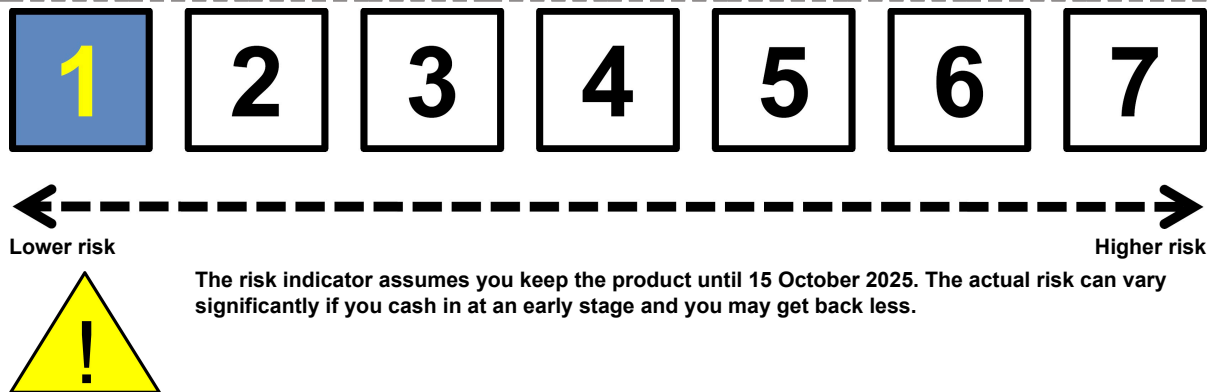 1 2 3 4 5 6 7
Lower risk Higher risk
The risk indicator assumes you keep the product until 15 October 2025. The actual risk can vary
significantly if you cash in at an early stage and you may get back less.
!